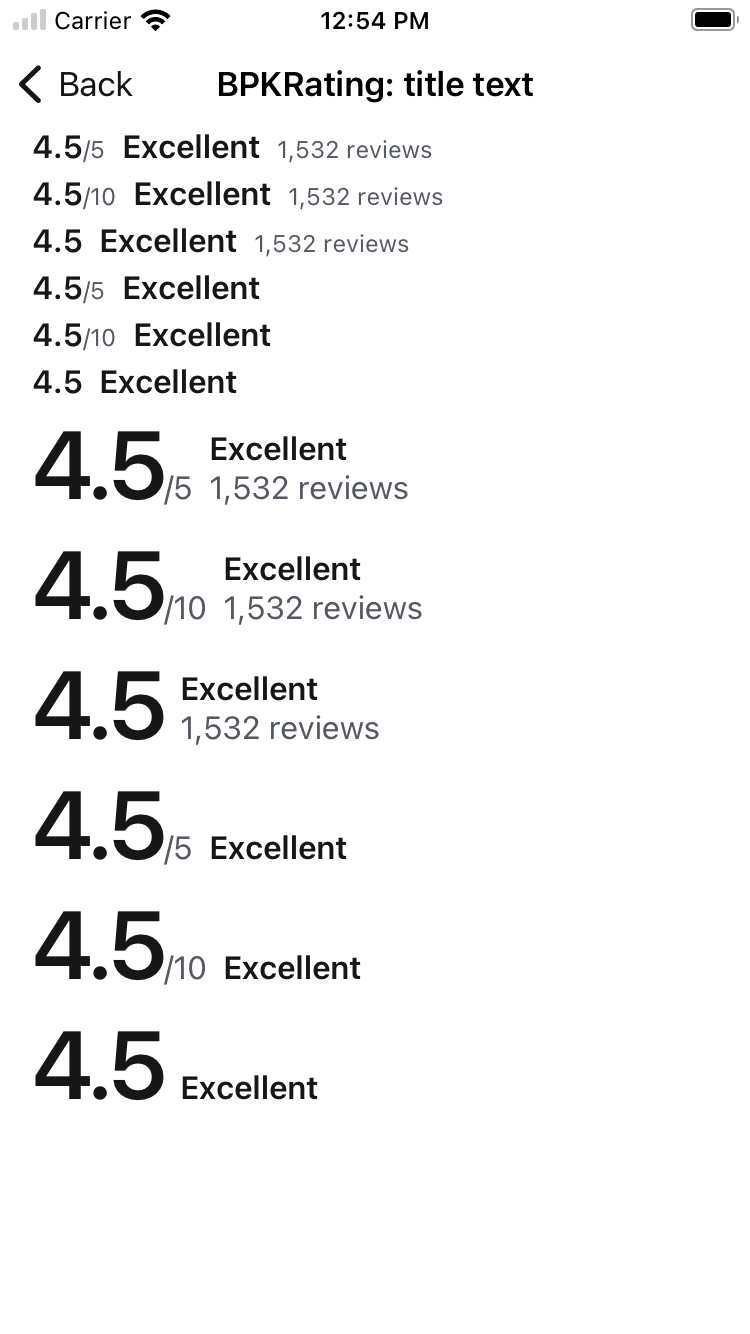 Carrier 12:54 PM
Back BPKRating: title text
4.5/5 Excellent 1,532 reviews
4.5/10 Excellent 1,532 reviews
4.5 Excellent 1,532 reviews
4.5/5 Excellent
4.5/10 Excellent
4.5 Excellent
4.5/5 Excellent
1,532 reviews
4.5/10 Excellent
1,532 reviews
4.5 Excellent
1,532 reviews
4.5/5 Excellent
4.5/10 Excellent
4.5 Excellent